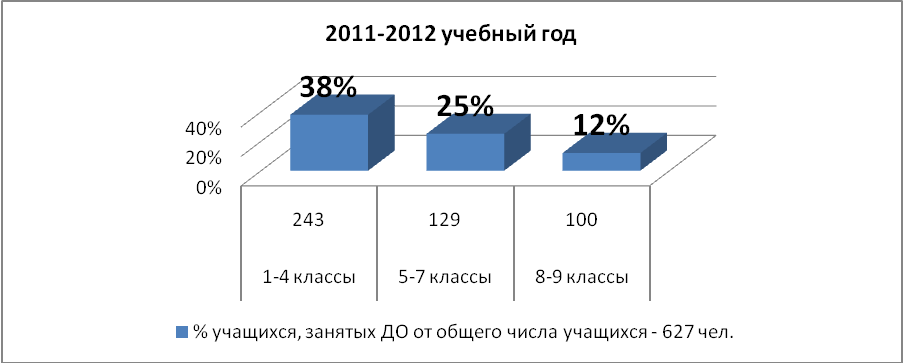 2011-2012 учебный год
38%
25%
12%
40%
20%
0%
243 129 100
1-4 классы 5-7 классы 8-9 классы
% учащихся, занятых ДО от общего числа учащихся - 627 чел.